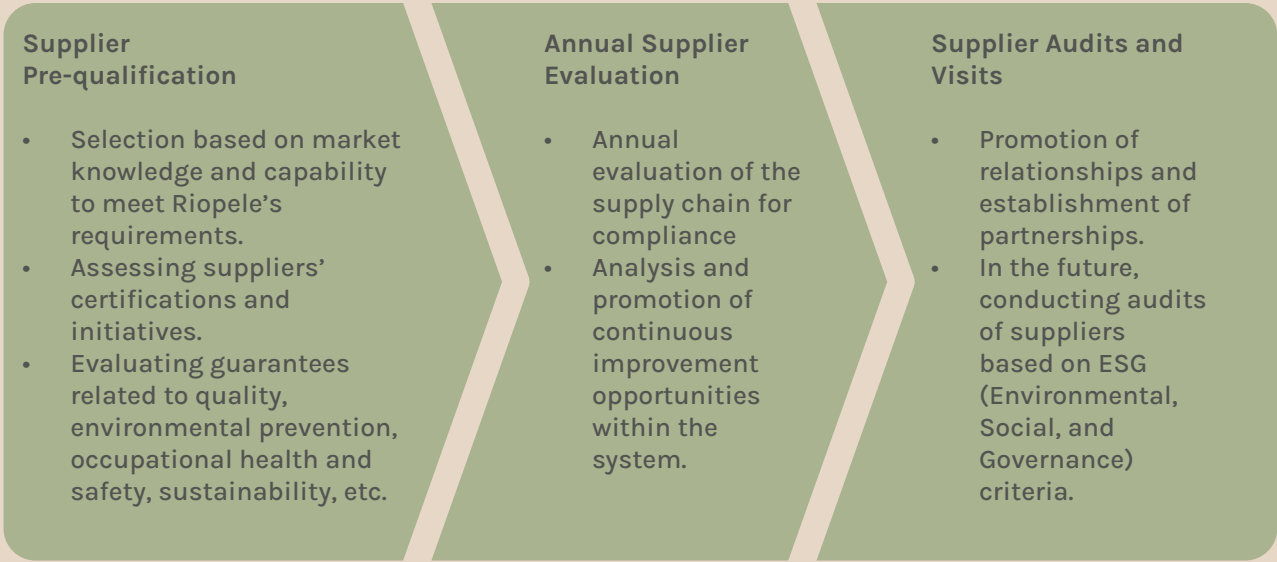 Supplier
Pre-qualification
• Selection based on market
knowledge and capability
to meet Riopele’s
requirements.
• Assessing suppliers’
certifications and
initiatives.
• Evaluating guarantees
related to quality,
environmental prevention,
occupational health and
safety, sustainability, etc.
Annual Supplier
Evaluation
• Annual
evaluation of the
supply chain for
compliance
• Analysis and
promotion of
continuous
improvement
opportunities
within the
system.
Supplier Audits and
Visits
• Promotion of
relationships and
establishment of
partnerships.
• In the future,
conducting audits
of suppliers
based on ESG
(Environmental,
Social, and
Governance)
criteria.